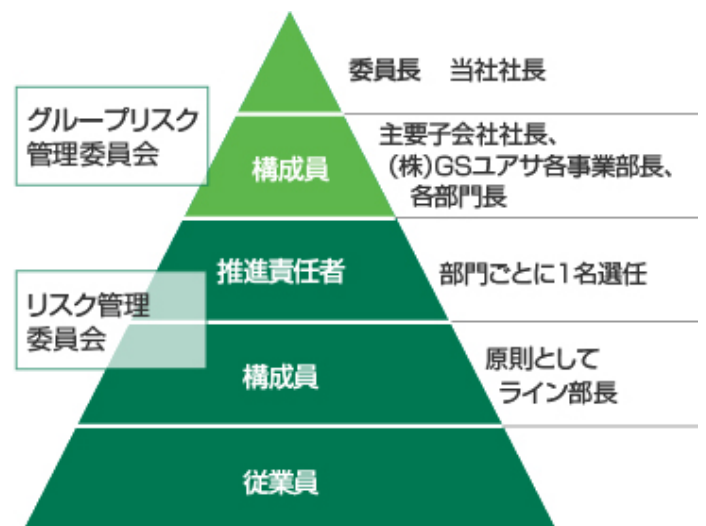 委員長 当社社長
グループリスク
管理委員会
構成員
主要子会社社長、
(株)GSユアサ各事業部長、
各部門長
推進責任者
部門ごとに1名選任
リスク管理
委員会
構成員
原則として
ライン部長
従業員